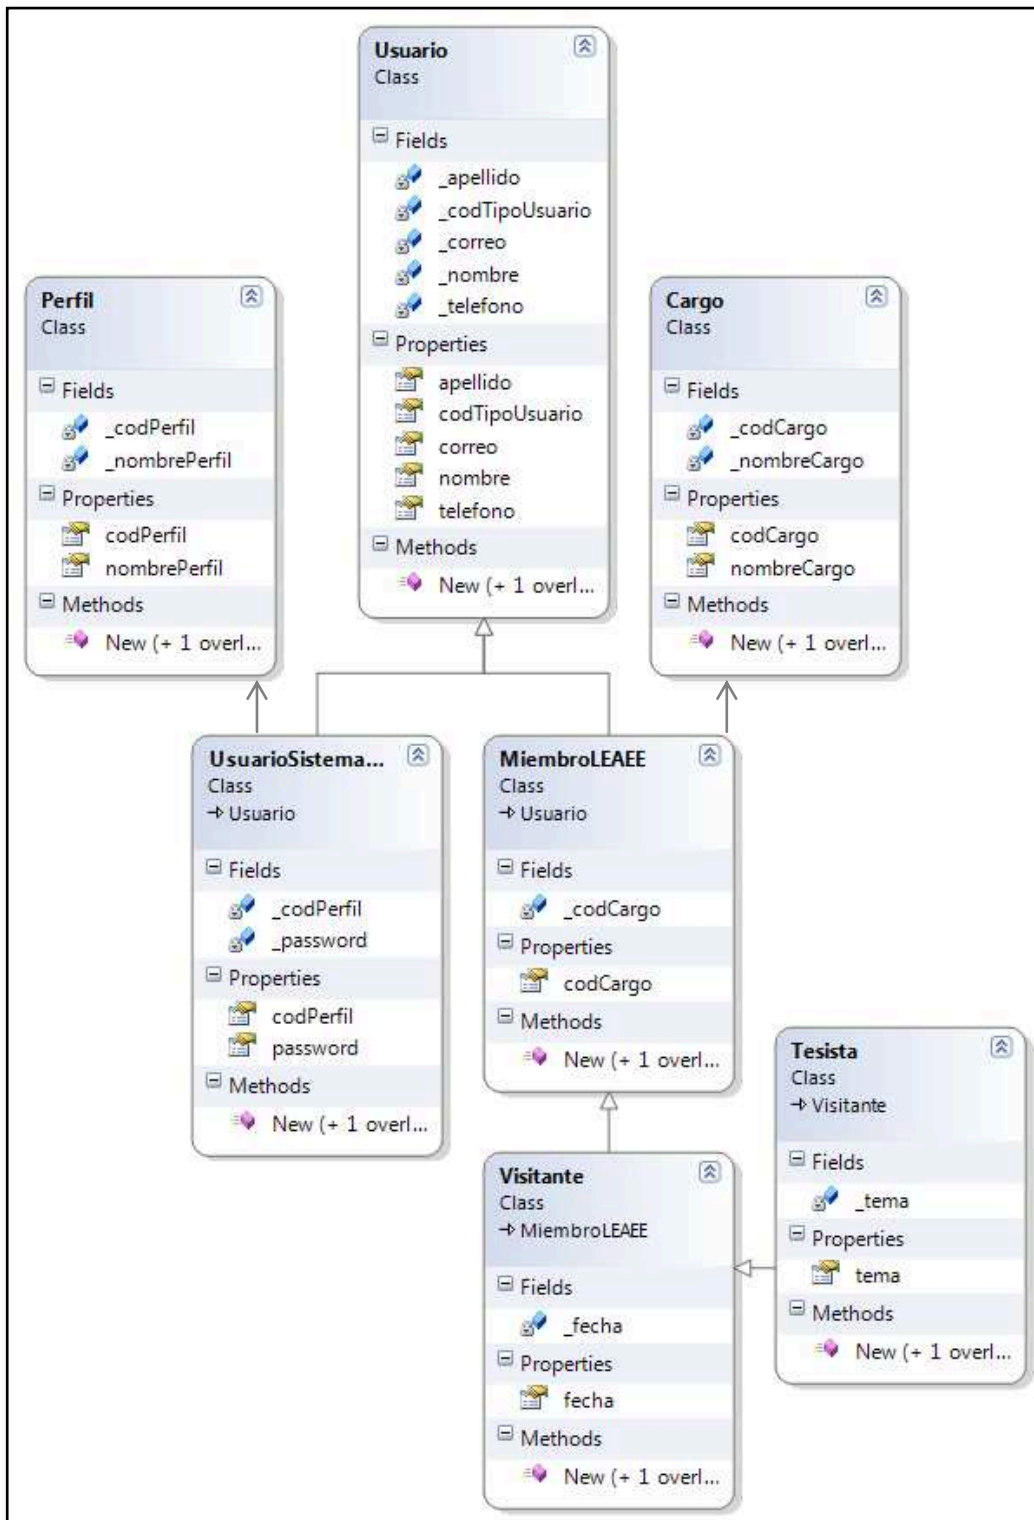 Usuario
Class
Fields
_apellido
_codTipoUsuario
_correo
_nombre
_telefono
Properties
apellido
codTipoUsuario
correo
nombre
telefono
Methods
New (+ 1 overl...
Perfil
Class
Fields
_codPerfil
_nombrePerfil
Properties
codPerfil
nombrePerfil
Methods
New (+ 1 overl...
Cargo
Class
Fields
_codCargo
_nombreCargo
Properties
codCargo
nombreCargo
Methods
New (+ 1 overl...
UsuarioSistema...
Class
Usuario
Fields
_codPerfil
_password
Properties
codPerfil
password
Methods
New (+ 1 overl...
MiembroLEAEE
Class
Usuario
Fields
_codCargo
Properties
codCargo
Methods
New (+ 1 overl...
Visitante
Class
MiembroLEAEE
Fields
_fecha
Properties
fecha
Methods
New (+ 1 overl...
Tesista
Class
Visitante
Fields
_tema
Properties
tema
Methods
New (+ 1 overl...